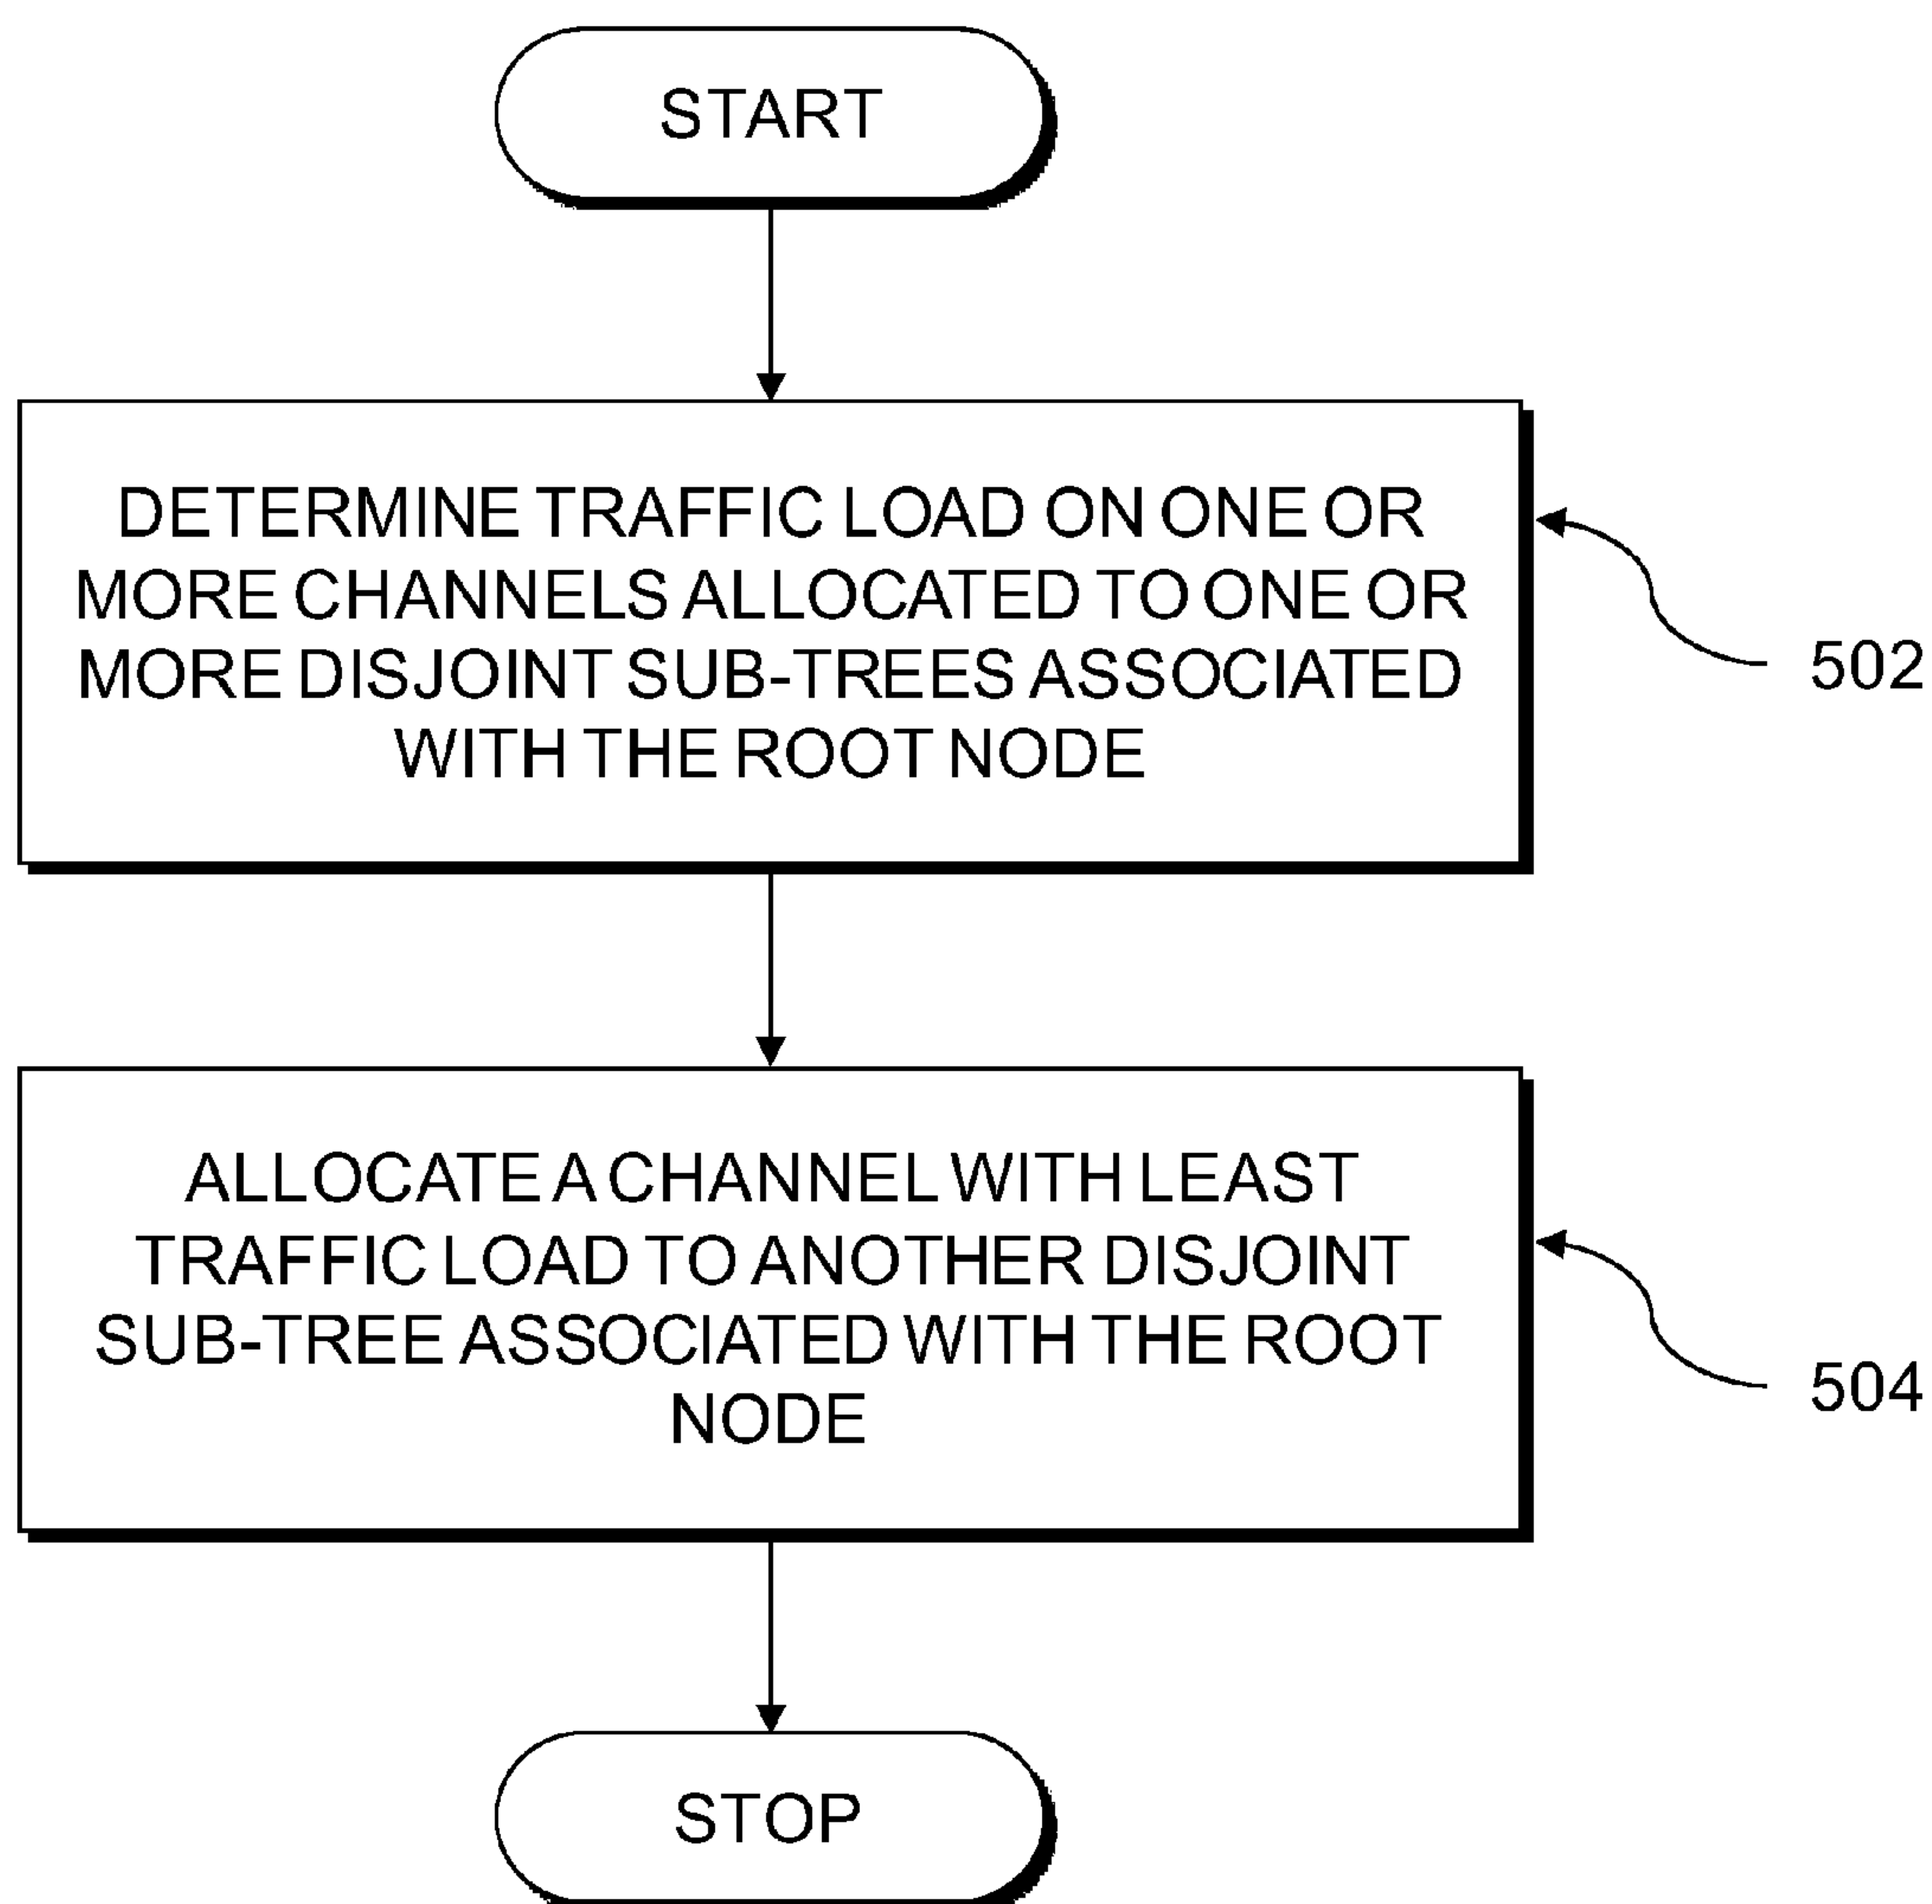 START
DETERMINE TRAFFIC LOAD ON ONE OR
MORE CHANNELS ALLOCATED TO ONE OR
MORE DISJOINT SUB-TREES ASSOCIATED
WITH THE ROOT NODE
502
ALLOCATE A CHANNEL WITH LEAST
TRAFFIC LOAD TO ANOTHER DISJOINT
SUB-TREE ASSOCIATED WITH THE ROOT
NODE
504
STOP